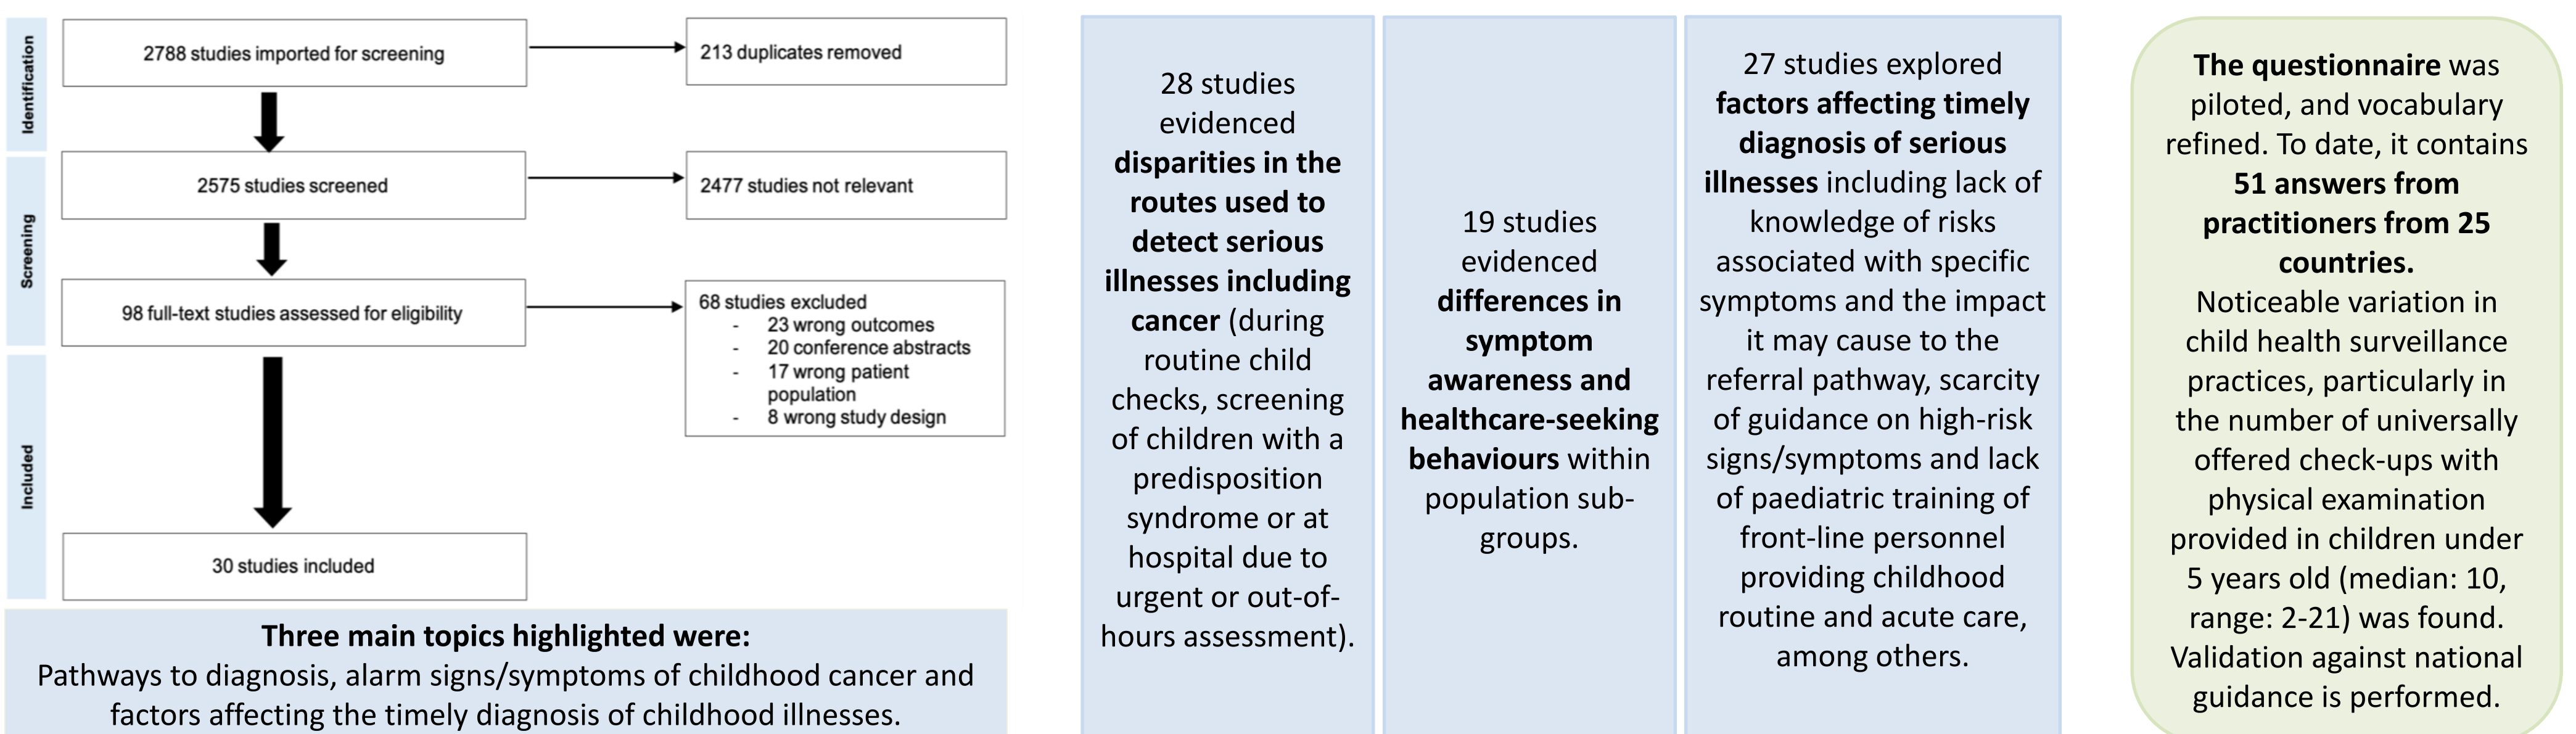 Identification
2788 studies imported for screening
213 duplicates removed
Screening
2575 studies screened
2477 studies not relevant
98 full-text studies assessed for eligibility
68 studies excluded
- 23 wrong outcomes
- 20 conference abstracts
- 17 wrong patient
population
- 8 wrong study design
Included
30 studies included
Three main topics highlighted were:
Pathways to diagnosis, alarm signs/symptoms of childhood cancer and
factors affecting the timely diagnosis of childhood illnesses.
28 studies
evidenced
disparities in the
routes used to
detect serious
illnesses including
cancer (during
routine child
checks, screening
of children with a
predisposition
syndrome or at
hospital due to
urgent or out-of-
hours assessment).
19 studies
evidenced
differences in
symptom
awareness and
healthcare-seeking
behaviours within
population sub-
groups.
27 studies explored
factors affecting timely
diagnosis of serious
illnesses including lack of
knowledge of risks
associated with specific
symptoms and the impact
it may cause to the
referral pathway, scarcity
of guidance on high-risk
signs/symptoms and lack
of paediatric training of
front-line personnel
providing childhood
routine and acute care,
among others.
The questionnaire was
piloted, and vocabulary
refined. To date, it contains
51 answers from
practitioners from 25
countries.
Noticeable variation in
child health surveillance
practices, particularly in
the number of universally
offered check-ups with
physical examination
provided in children under
5 years old (median: 10,
range: 2-21) was found.
Validation against national
guidance is performed.